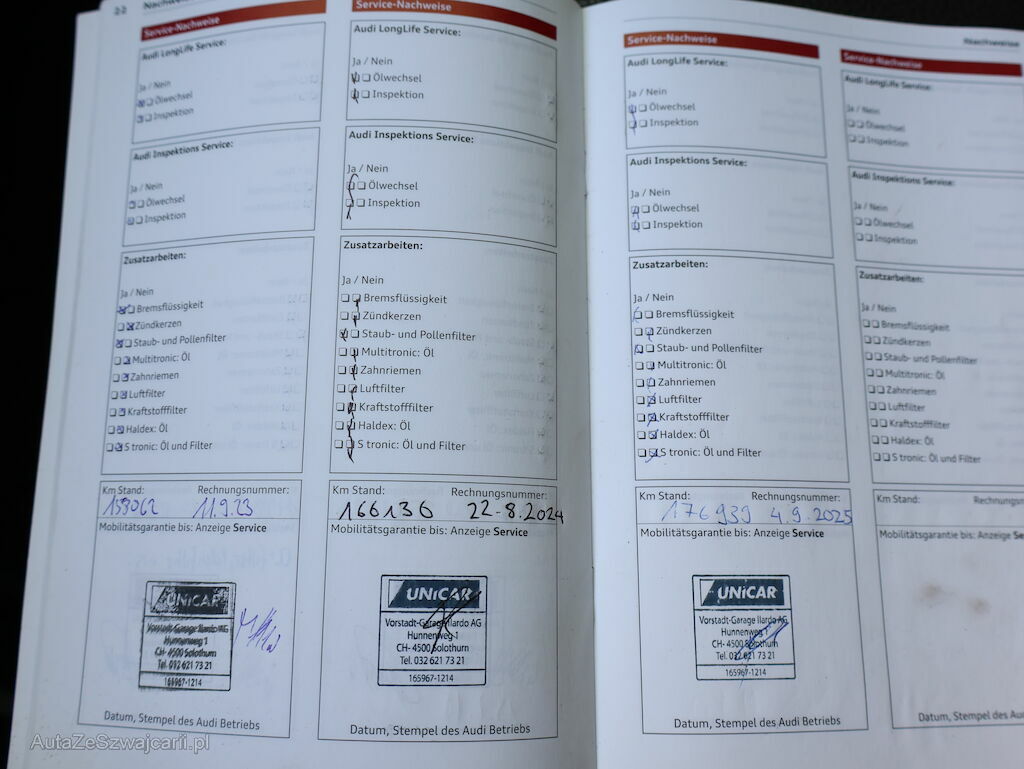 2-2
Service-Nachweise
Audi LongLife Service:
Ja / Nein
Ölwechsel
Inspektion
Audi Inspektions Service:
Ja / Nein
Ölwechsel
Inspektion
Zusatzarbeiten:
Ja / Nein
Bremsflüssigkeit
Zündkerzen
Staub- und Pollenfilter
Multitronic: Öl
Zahnriemen
Luftfilter
Kraftstofffilter
Haldex: Öl
S tronic: Öl und Filter
Km Stand: Rechnungsnummer:
11.9.23
Mobilitätsgarantie bis: Anzeige Service
UNiCAR
Vorstadt-Garage Ilardo AG
Hunnenweg 1
CH- 4500 Solothurn
Tel. 032 621 73 21
165967-1214
Datum, Stempel des Audi Betriebs
Service-Nachweise
Audi LongLife Service:
Ja / Nein
Ölwechsel
Inspektion
Audi Inspektions Service:
Ja / Nein
Ölwechsel
Inspektion
Zusatzarbeiten:
Ja / Nein
Bremsflüssigkeit
Zündkerzen
Staub- und Pollenfilter
Multitronic: Öl
Zahnriemen
Luftfilter
Kraftstofffilter
Haldex: Öl
S tronic: Öl und Filter
Km Stand: Rechnungsnummer:
166136 22-8.2024
Mobilitätsgarantie bis: Anzeige Service
UNiCAR
Vorstadt-Garage Ilardo AG
Hunnenweg 1
CH- 4500 Solothurn
Tel. 032 621 73 21
165967-1214
Datum, Stempel des Audi Betriebs
Service-Nachweise
Audi LongLife Service:
Ja / Nein
Ölwechsel
Inspektion
Audi Inspektions Service:
Ja / Nein
Ölwechsel
Inspektion
Zusatzarbeiten:
Ja / Nein
Bremsflüssigkeit
Zündkerzen
Staub- und Pollenfilter
Multitronic: Öl
Zahnriemen
Luftfilter
Kraftstofffilter
Haldex: Öl
S tronic: Öl und Filter
Km Stand: Rechnungsnummer:
176939 4.9.2025
Mobilitätsgarantie bis: Anzeige Service
UNiCAR
Vorstadt-Garage Ilardo AG
Hunnenweg 1
CH- 4500 Solothurn
Tel. 032 621 73 21
165967-1214
Datum, Stempel des Audi Betriebs
Service-Nachweise
Audi LongLife Service:
Ja / Nein
Ölwechsel
Inspektion
Audi Inspektions Service:
Ja / Nein
Ölwechsel
Inspektion
Zusatzarbeiten:
Ja / Nein
Bremsflüssigkeit
Zündkerzen
Staub- und Pollenfilter
Multitronic: Öl
Zahnriemen
Luftfilter
Kraftstofffilter
Haldex: Öl
S tronic: Öl und Filter
Km Stand: Rechnungs
Mobilitätsgarantie bis: Anzeige Se
Datum, Stempel des Audi Be
AutaZeSzwajcarii.pl